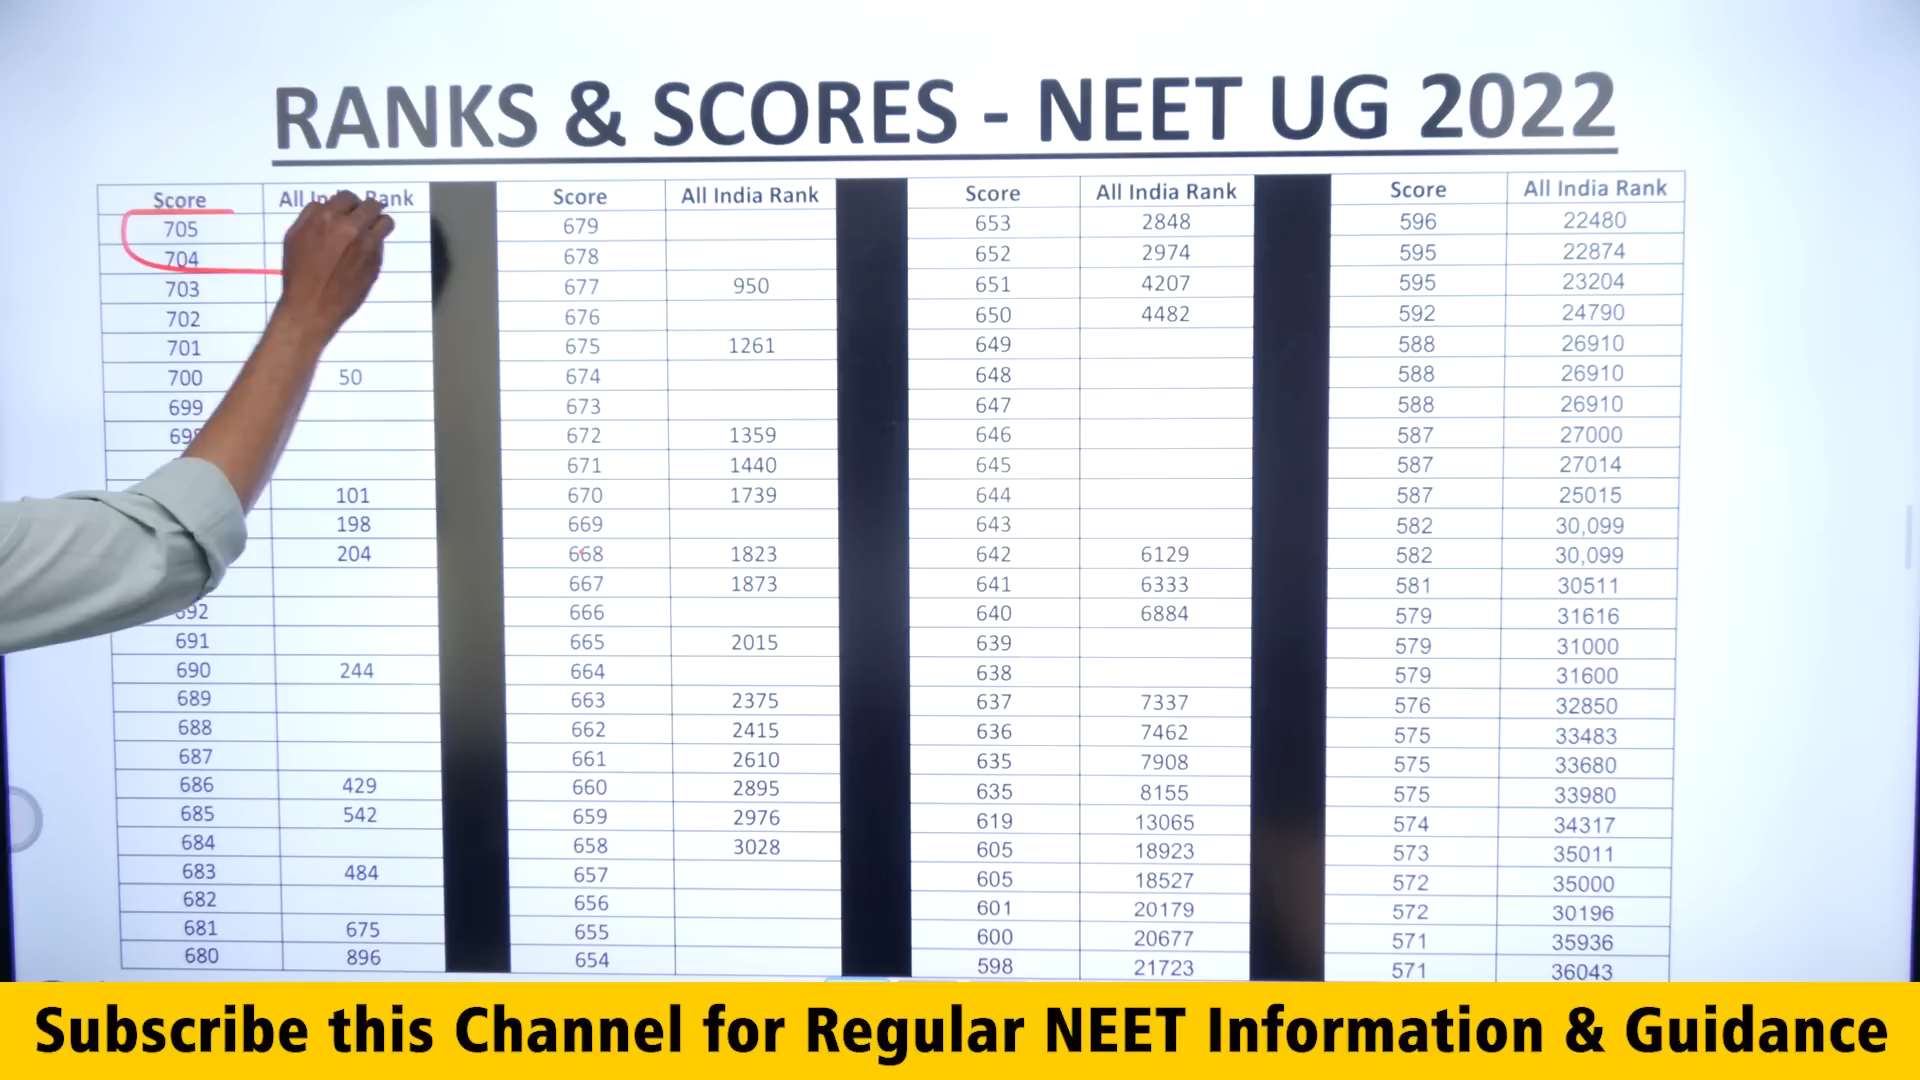 RANKS & SCORES - NEET UG 2022
Score All India Rank Score All India Rank Score All India Rank Score All India Rank
705 679 653 2848 596 22480
704 678 652 2974 595 22874
703 677 950 651 4207 595 23204
702 676 650 4482 592 24790
701 675 1261 649 588 26910
700 50 674 648 588 26910
699 673 647 588 26910
672 1359 646 587 27000
671 1440 645 587 27014
101 670 1739 644 587 25015
198 669 643 582 30,099
204 668 1823 642 6129 582 30,099
667 1873 641 6333 581 30511
692 666 640 6884 579 31616
691 665 2015 639 579 31000
690 244 664 638 579 31600
689 663 2375 637 7337 576 32850
688 662 2415 636 7462 575 33483
687 661 2610 635 7908 575 33680
686 429 660 2895 635 8155 575 33980
685 542 659 2976 619 13065 574 34317
684 658 3028 605 18923 573 35011
683 484 657 605 18527 572 35000
682 656 601 20179 572 30196
681 675 655 600 20677 571 35936
680 896 654 598 21723 571 36043
Subscribe this Channel for Regular NEET Information & Guidance